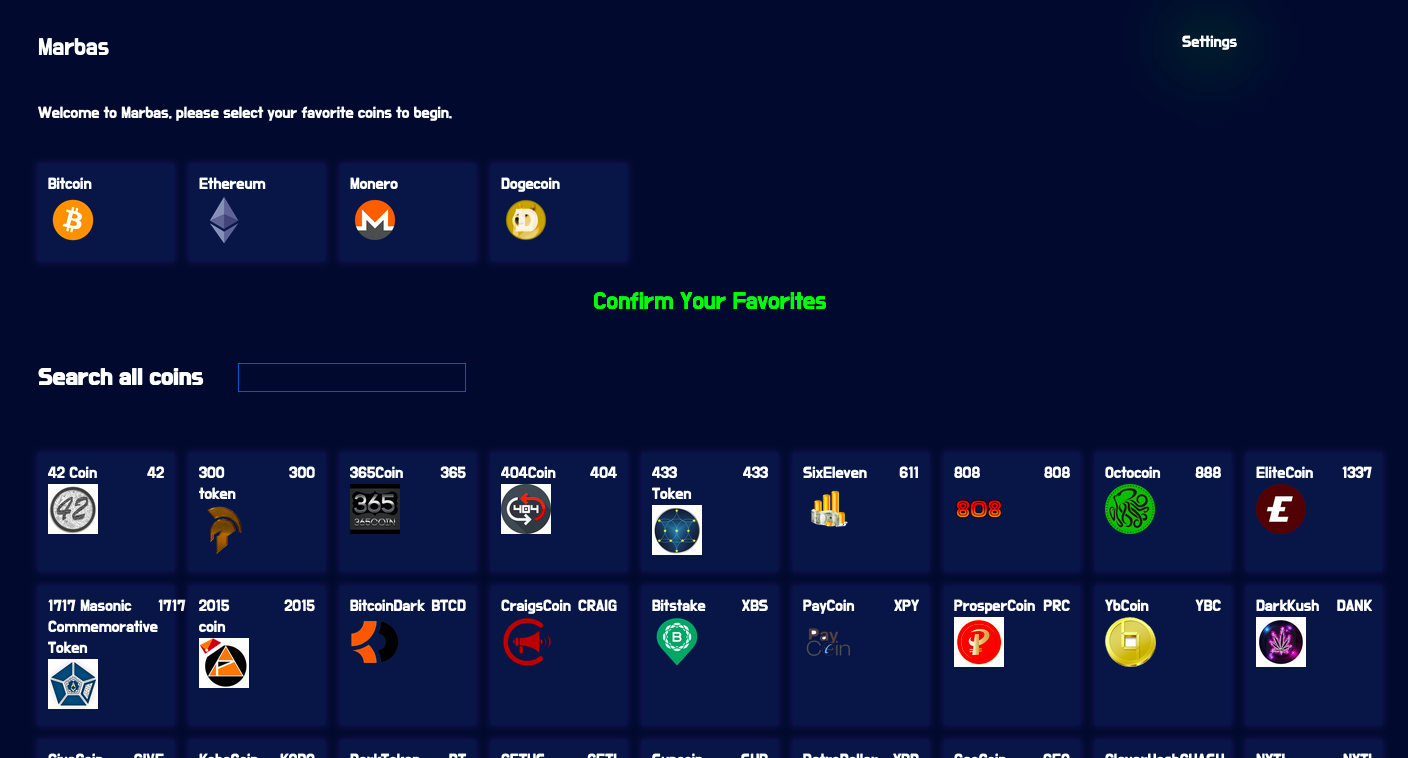 Marbas
Settings
Welcome to Marbas, please select your favorite coins to begin.
Bitcoin Ethereum Monero Dogecoin
Confirm Your Favorites
Search all coins
42 Coin 42 300 300 365Coin 365 404Coin 404 433 433 SixEleven 611 808 808 Octocoin 888 EliteCoin 1337
token Token
42 365 404 808
365COIN
1717 Masonic 1717 2015 2015 BitcoinDark BTCD CraigsCoin CRAIG Bitstake XBS PayCoin XPY ProsperCoin PRC YbCoin YBC DarkKush DANK
Commemorative coin
Token
Pay
Coin